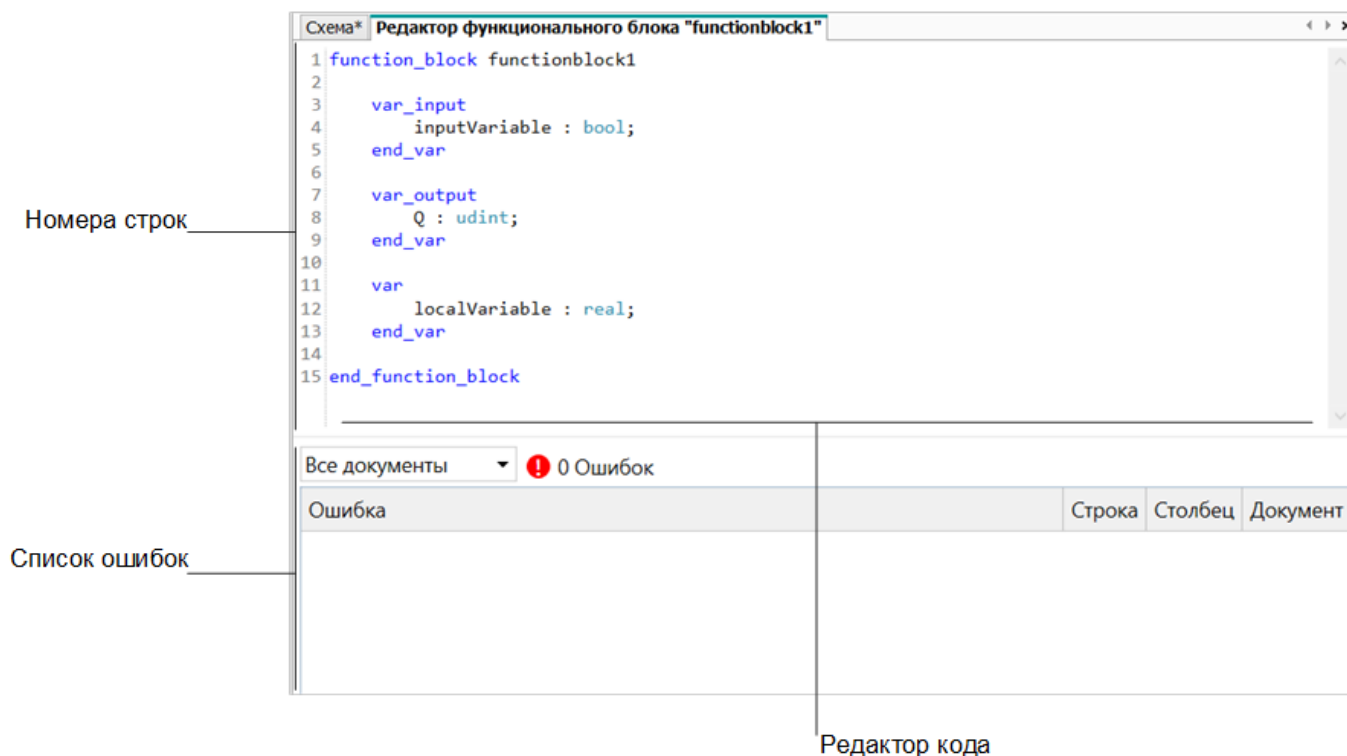 Схема* Редактор функционального блока "functionblock1"
1 function_block functionblock1
2
3 var_input
4 inputVariable : bool;
5 end_var
6
7 var_output
8 Q : udint;
9 end_var
10
11 var
12 localVariable : real;
13 end_var
14
15 end_function_block
Номера строк
Все документы 0 Ошибок
Ошибка Строка Столбец Документ
Список ошибок
Редактор кода